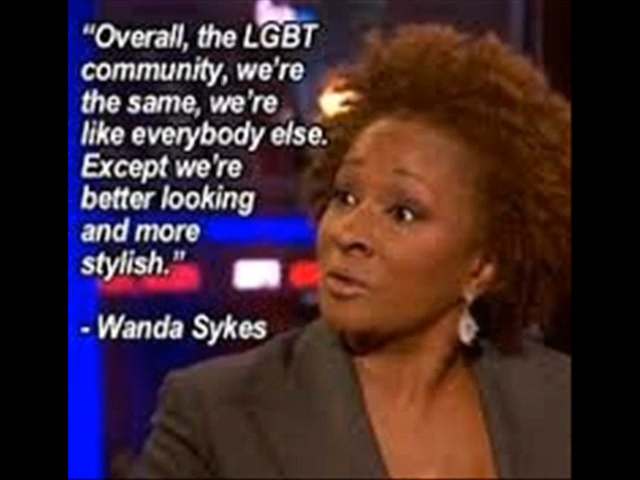 “Overall, the LGBT
community, we're
the same, we're
like everybody else.
Except we're
better looking
and more
stylish.”
- Wanda Sykes